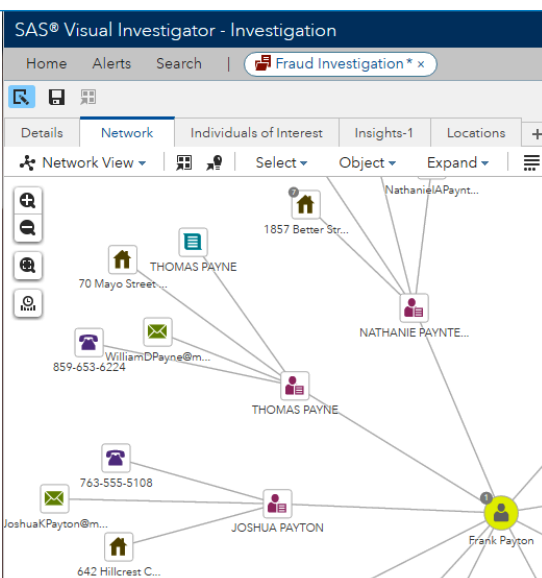 SAS® Visual Investigator - Investigation
Home Alerts Search | Fraud Investigation* ×
Details Network Individuals of Interest Insights-1 Locations +
Network View Select Object Expand
NathanielAPaynt...
7
1857 Better Str...
THOMAS PAYNE
70 Mayo Street ...
NATHANIE PAYNTE...
WilliamDPayne@m...
859-653-6224
THOMAS PAYNE
763-555-5108
1
JoshuaKPayton@m...
JOSHUA PAYTON
Frank Payton
642 Hillcrest C...